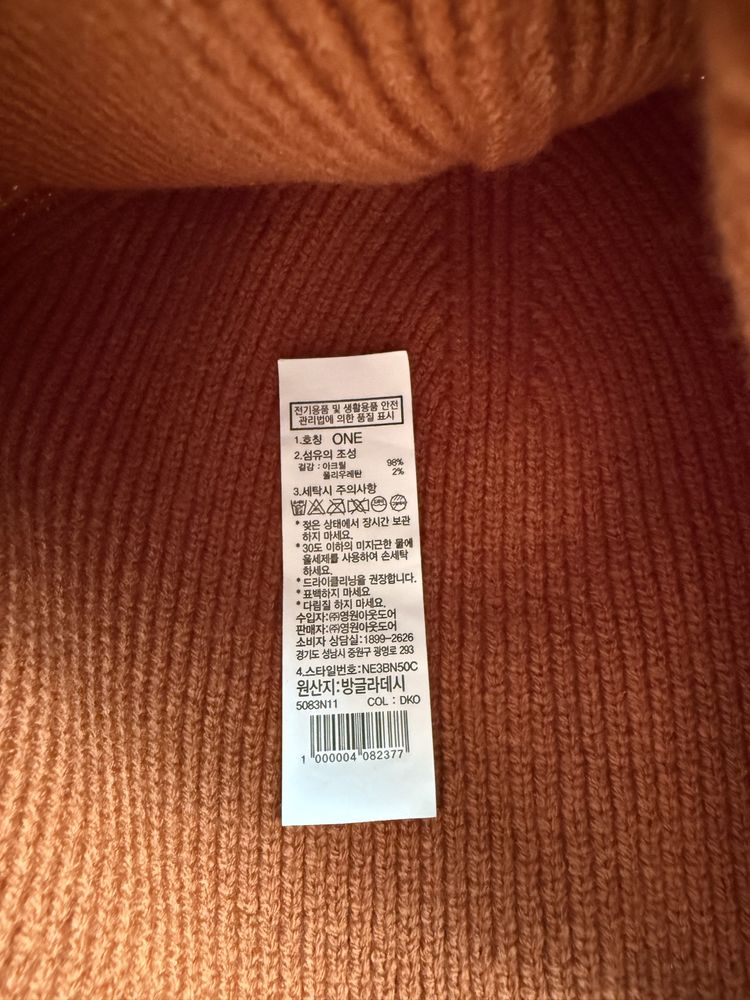 전기용품 및 생활용품 안전
관리법에 의한 품질 표시
1.호칭 ONE
2.섬유의 조성
겉감 : 아크릴 98%
폴리우레탄 2%
3.세탁시 주의사항
* 젖은 상태에서 장시간 보관
하지 마세요.
* 30도 이하의 미지근한 물에
울세제를 사용하여 손세탁
하세요.
* 드라이클리닝을 권장합니다.
* 표백하지 마세요
* 다림질 하지 마세요.
수입자:㈜영원아웃도어
판매자:㈜영원아웃도어
소비자 상담실:1899-2626
경기도 성남시 중원구 광명로 293
4.스타일번호:NE3BN50C
원산지:방글라데시
5083N11 COL : DKO
1 000004 082377